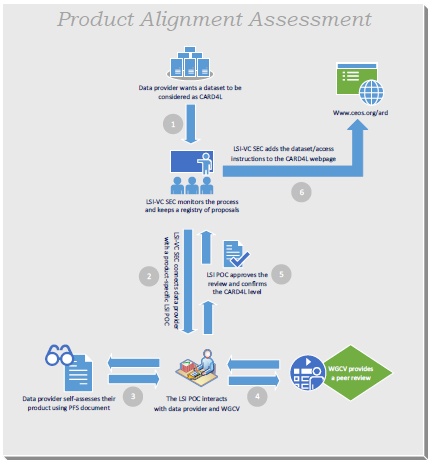 Product Alignment Assessment
Data provider wants a dataset to be
considered as CARD4L
1
Www.ceos.org/ard
LSI-VC SEC adds the dataset/access
instructions to the CARD4L webpage
6
LSI-VC SEC monitors the process
and keeps a registry of proposals
LSI-VC SEC connects data provider
with a product-specific LSI POC
2
LSI POC approves the
review and confirms
the CARD4L level
5
WGCV provides
a peer review
Data provider self-assesses their
product using PFS document
3
The LSI POC interacts
with data provider and WGCV
4